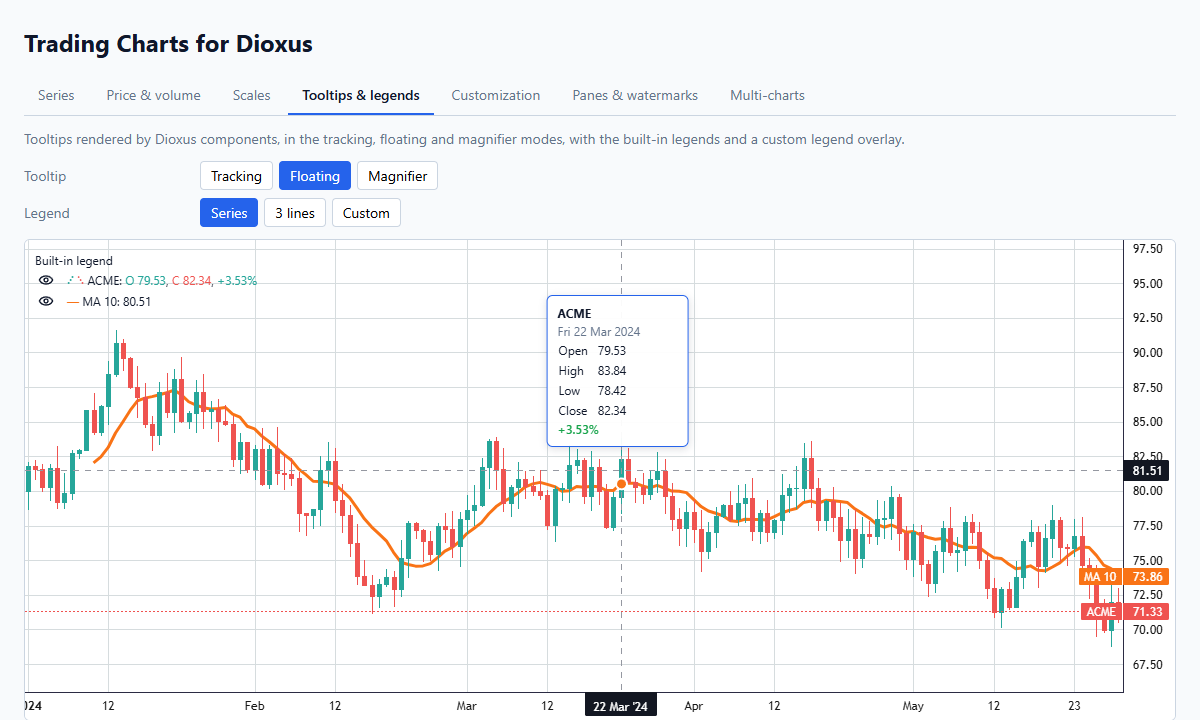 Trading Charts for Dioxus
Series Price & volume Scales Tooltips & legends Customization Panes & watermarks Multi-charts
Tooltips rendered by Dioxus components, in the tracking, floating and magnifier modes, with the built-in legends and a custom legend overlay.
Tooltip Tracking Floating Magnifier
Legend Series 3 lines Custom
Built-in legend
ACME: O 79.53, C 82.34, +3.53%
MA 10: 80.51
ACME
Fri 22 Mar 2024
Open 79.53
High 83.84
Low 78.42
Close 82.34
+3.53%
97.50
95.00
92.50
90.00
87.50
85.00
82.50
81.51
80.00
77.50
75.00
MA 10 73.86
72.50
ACME 71.33
70.00
67.50
024 12 Feb 12 Mar 12 22 Mar '24 Apr 12 May 12 23